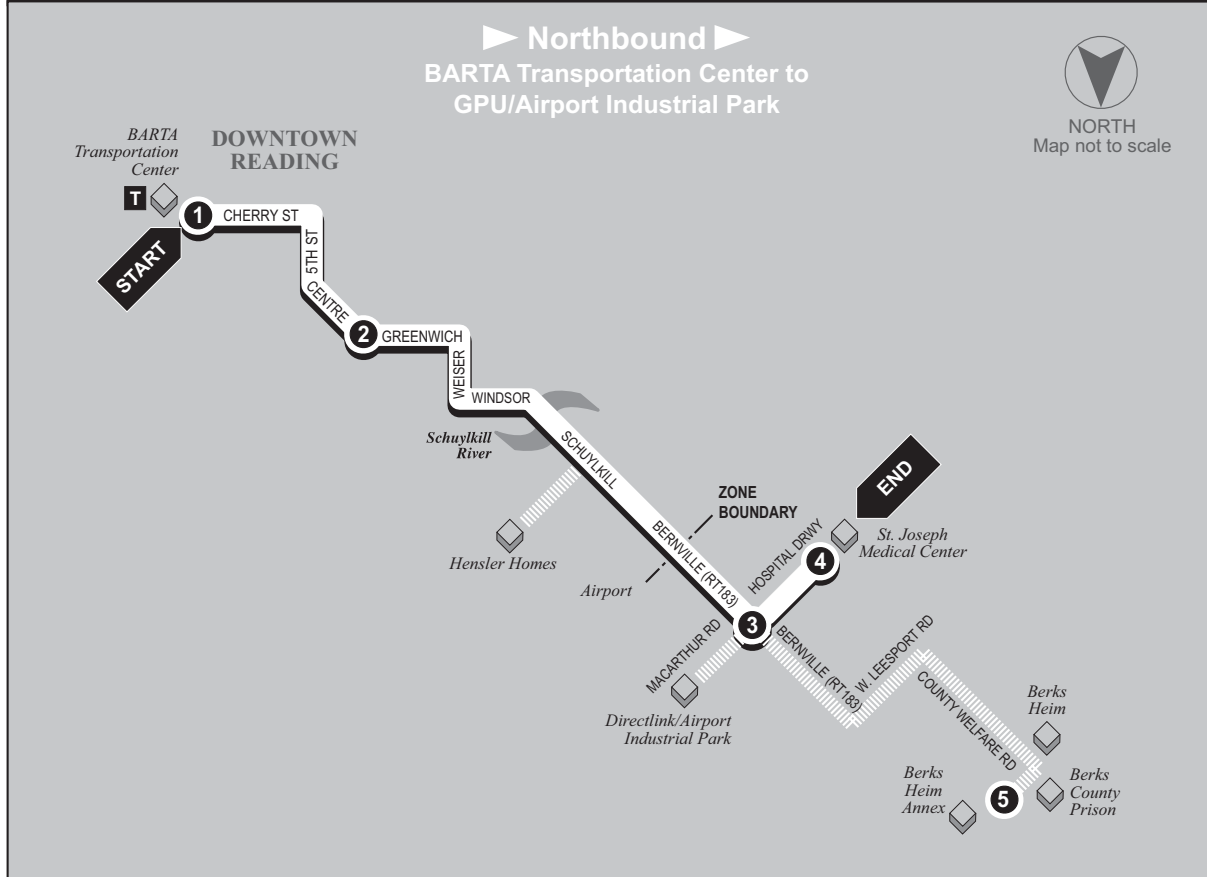 Northbound
BARTA Transportation Center to
GPU/Airport Industrial Park
NORTH
Map not to scale
BARTA
Transportation
Center
DOWNTOWN
READING
T
1
CHERRY ST
START
5TH ST
CENTRE
2
GREENWICH
WEISER
WINDSOR
Schuylkill
River
SCHUYLKILL
Hensler Homes
ZONE
BOUNDARY
Airport
BERNVILLE (RT183)
HOSPITAL DRWY
END
St. Joseph
Medical Center
4
3
MACARTHUR RD
Directlink/Airport
Industrial Park
BERNVILLE (RT183
W. LEESPORT RD
COUNTY WELFARE RD
Berks
Heim
Berks
Heim
Annex
5
Berks
County
Prison